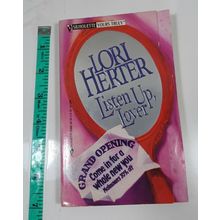 SILHOUETTE YOURS TRULY
LORI
HERTER
Listen Up,
Lover
GRAND OPENING
Come in for a
whole new you